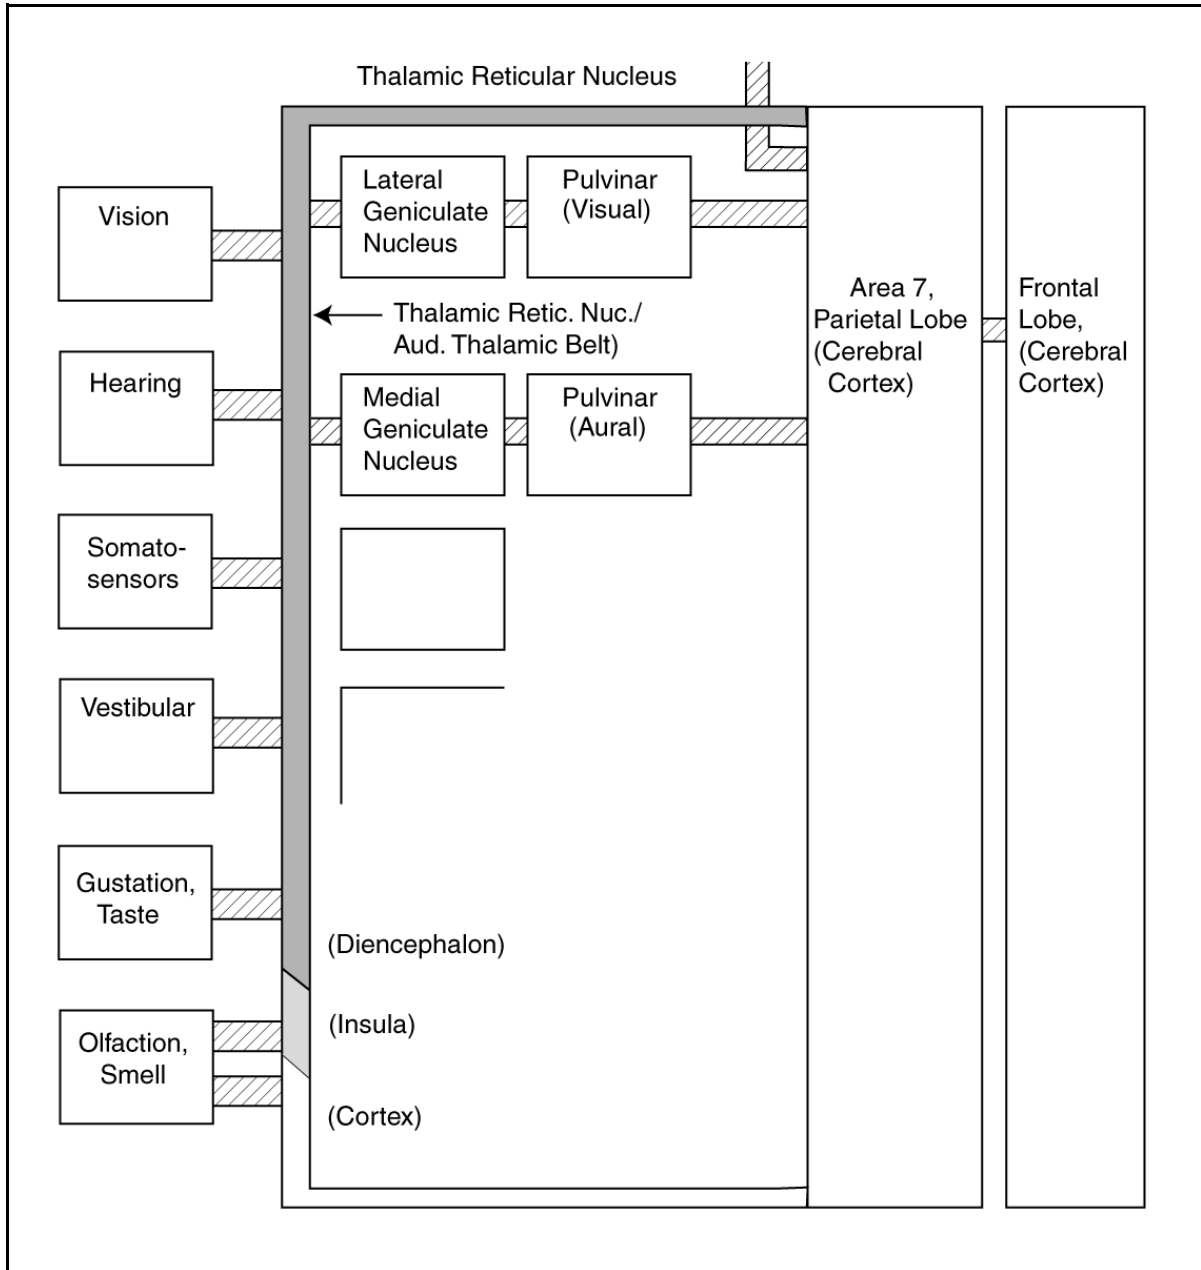 Thalamic Reticular Nucleus
Vision
Lateral
Geniculate
Nucleus
Pulvinar
(Visual)
Thalamic Retic. Nuc./
Aud. Thalamic Belt)
Area 7,
Parietal Lobe
(Cerebral
Cortex)
Frontal
Lobe,
(Cerebral
Cortex)
Hearing
Medial
Geniculate
Nucleus
Pulvinar
(Aural)
Somato-
sensors
Vestibular
Gustation,
Taste
(Diencephalon)
Olfaction,
Smell
(Insula)
(Cortex)